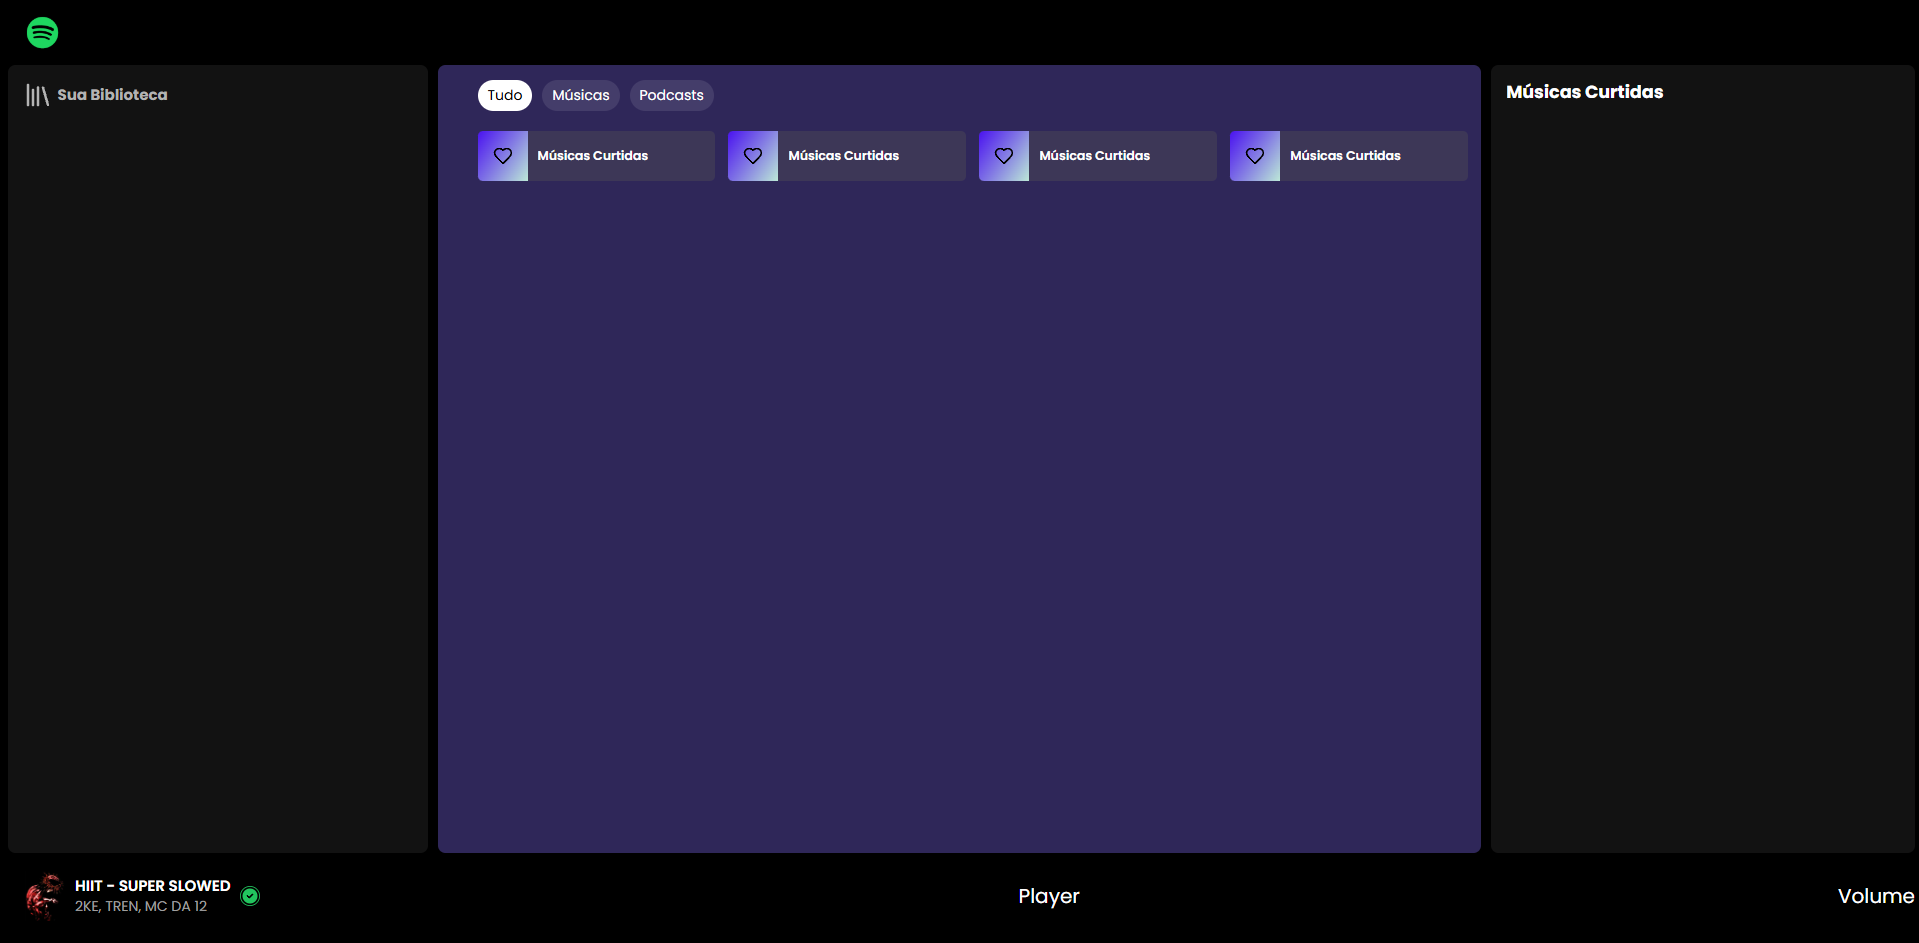 Sua Biblioteca
Tudo
Músicas
Podcasts
Músicas Curtidas
Músicas Curtidas
Músicas Curtidas
Músicas Curtidas
Músicas Curtidas
HIIT - SUPER SLOWED
2KE, TREN, MC DA 12
Player
Volume